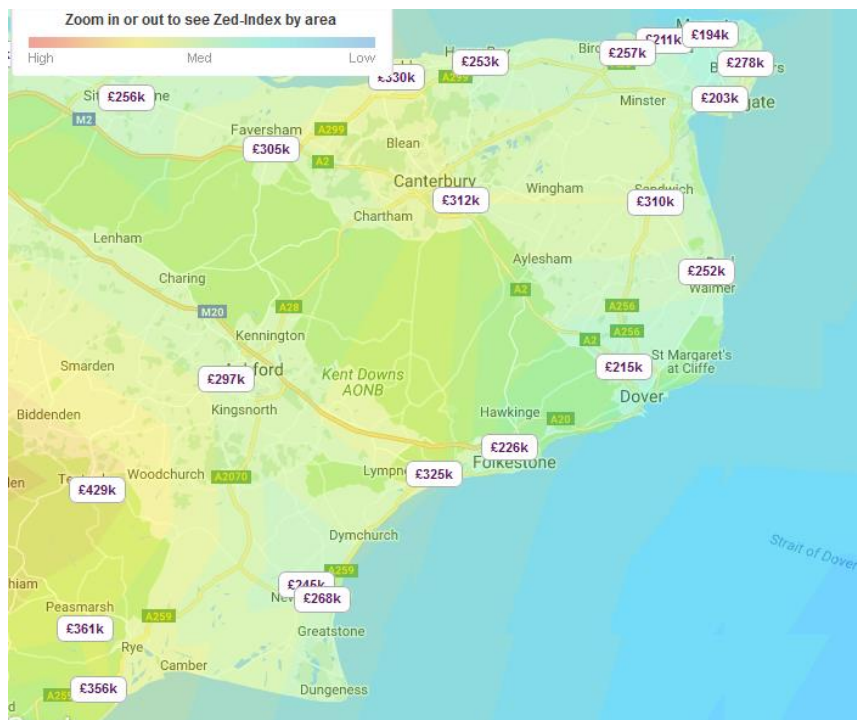 Zoom in or out to see Zed-Index by area
High Med Low
£211k
£194k
£257k
£253k
£278k
£330k
£256k
£203k
Minster
M2
Faversham
A299
A299
Blean
£305k
A2
Canterbury
£312k
Wingham
£310k
Chartham
Lenham
Aylesham
£252k
Walmer
Charing
A2
M20
A28
A256
A256
Kennington
A2
St Margaret's
at Cliffe
Smarden
£215k
£297k
Kent Downs
AONB
Dover
Kingsnorth
Hawkinge
A20
Biddenden
£226k
Folkestone
Woodchurch
A2070
£325k
£429k
Dymchurch
Strait of Dover
A259
£245k
£268k
Peasmarsh
A259
£361k
Greatstone
Rye
Camber
£356k
Dungeness